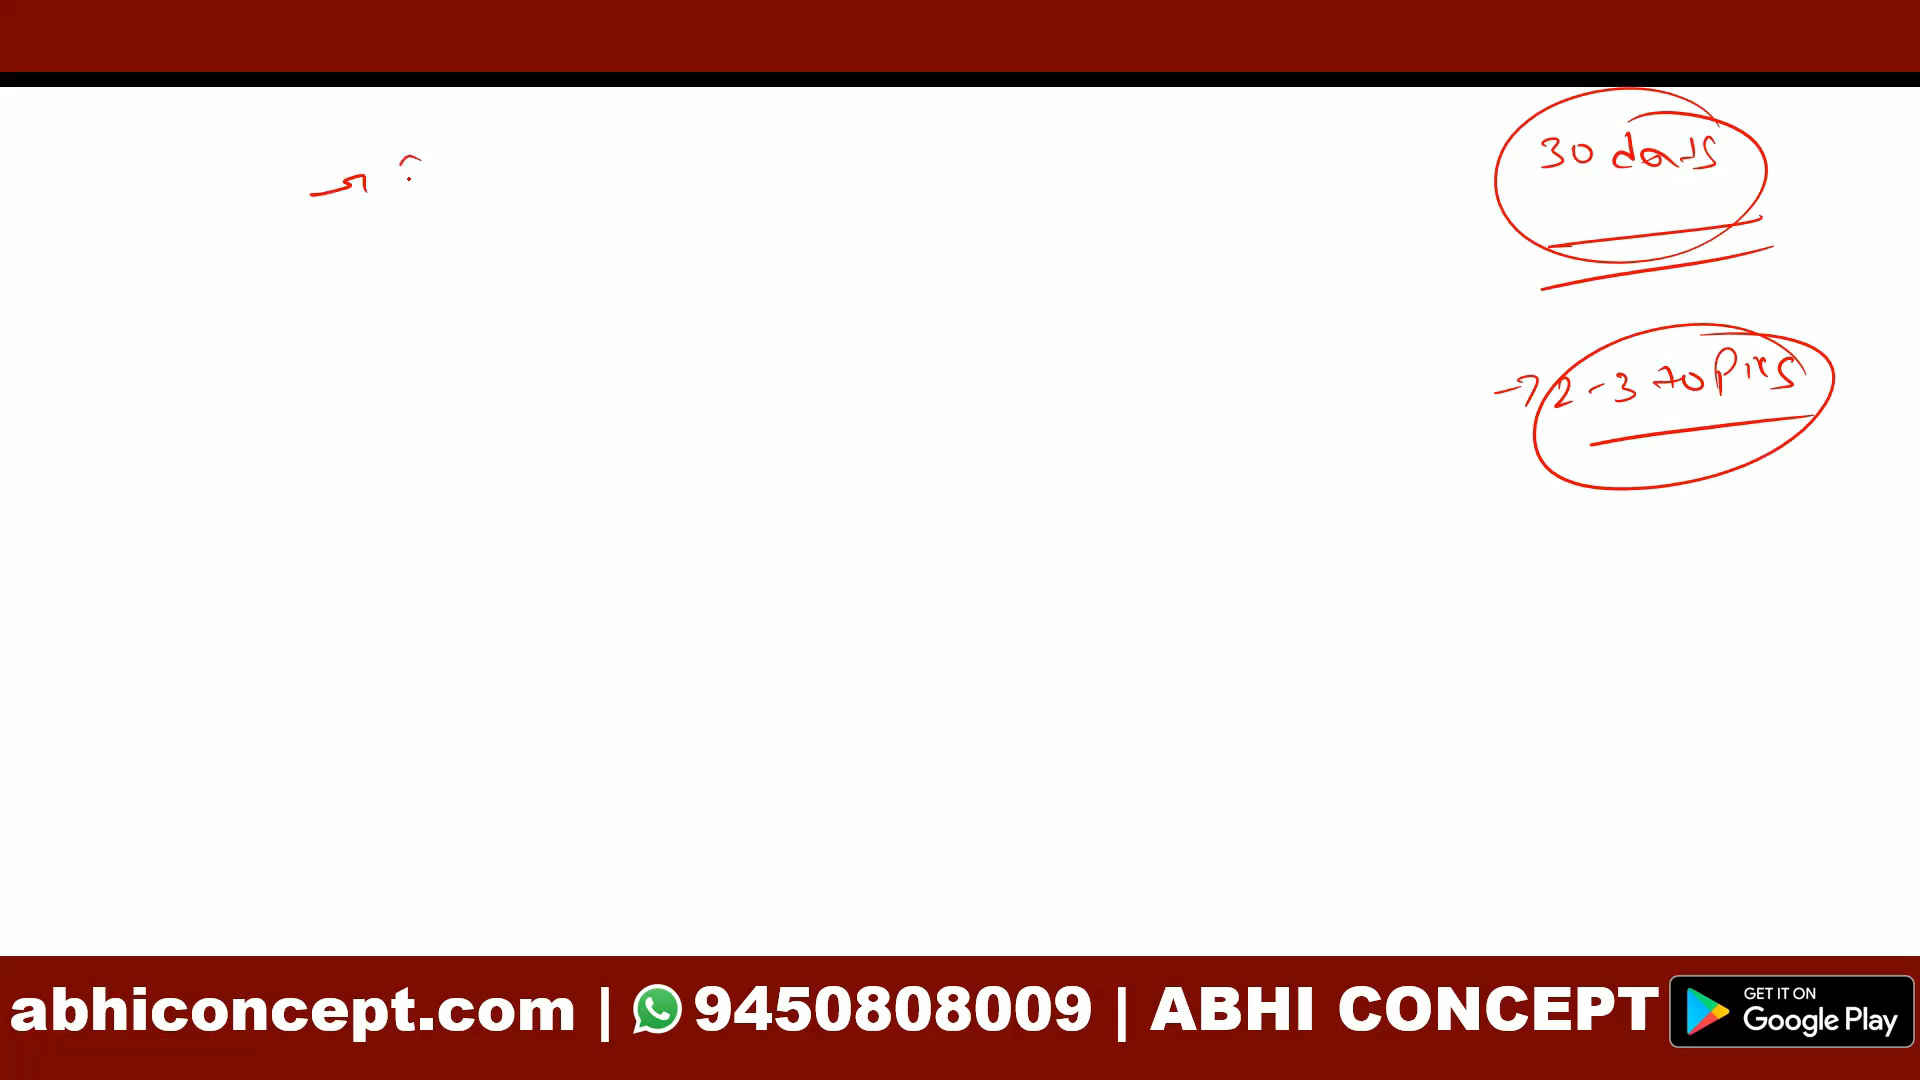 30 days
→ 2-3 topics
abhiconcept.com | 9450808009 | ABHI CONCEPT
GET IT ON
Google Play